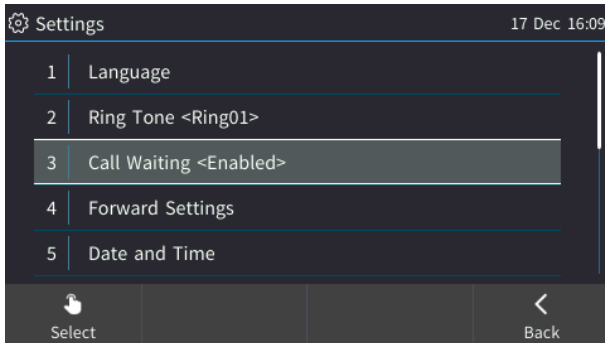 Settings
17 Dec 16:09
1 Language
2 Ring Tone <Ring01>
3 Call Waiting <Enabled>
4 Forward Settings
5 Date and Time
Select
Back